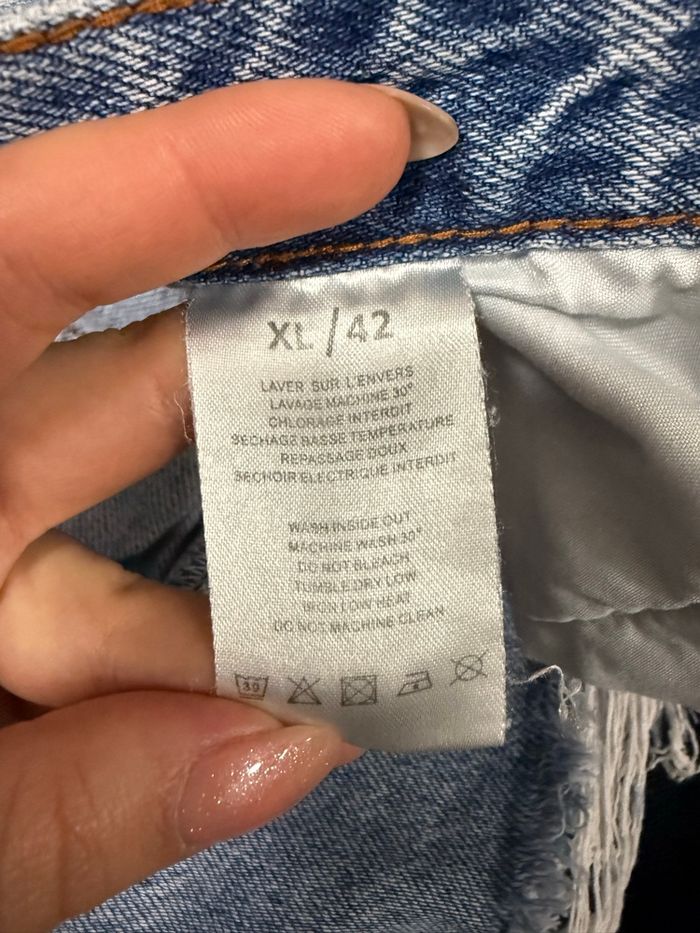 XL / 42
LAVER SUR L'ENVERS
LAVAGE MACHINE 30°
CHLORAGE INTERDIT
SECHAGE BASSE TEMPERATURE
REPASSAGE DOUX
SECHOIR ELECTRIQUE INTERDIT
WASH INSIDE OUT
MACHINE WASH 30°
DO NOT BLEACH
TUMBLE DRY LOW
IRON LOW HEAT
DO NOT MACHINE CLEAN
30